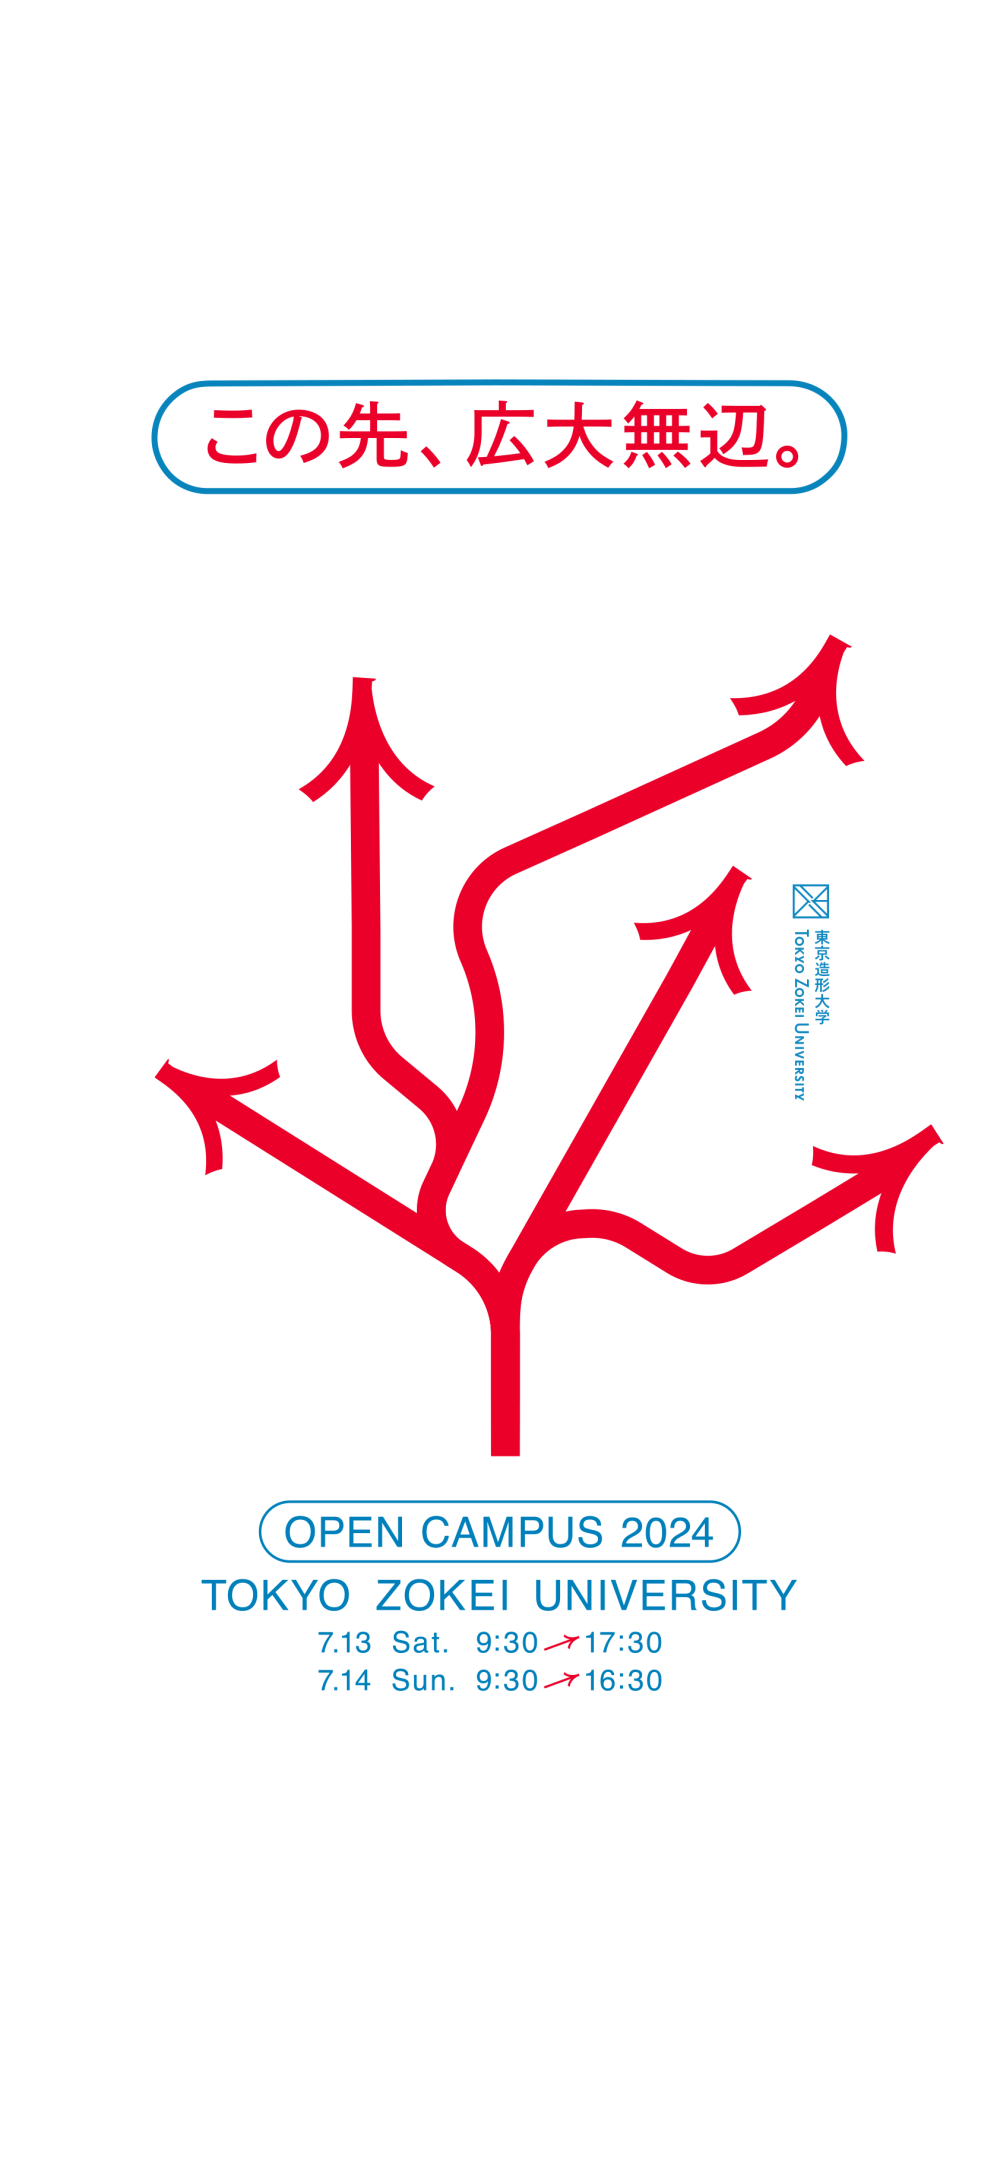 この先、広大無辺。
東京造形大学
TOKYO ZOKEI UNIVERSITY
OPEN CAMPUS 2024
TOKYO ZOKEI UNIVERSITY
7.13 Sat. 9:30→17:30
7.14 Sun. 9:30→16:30